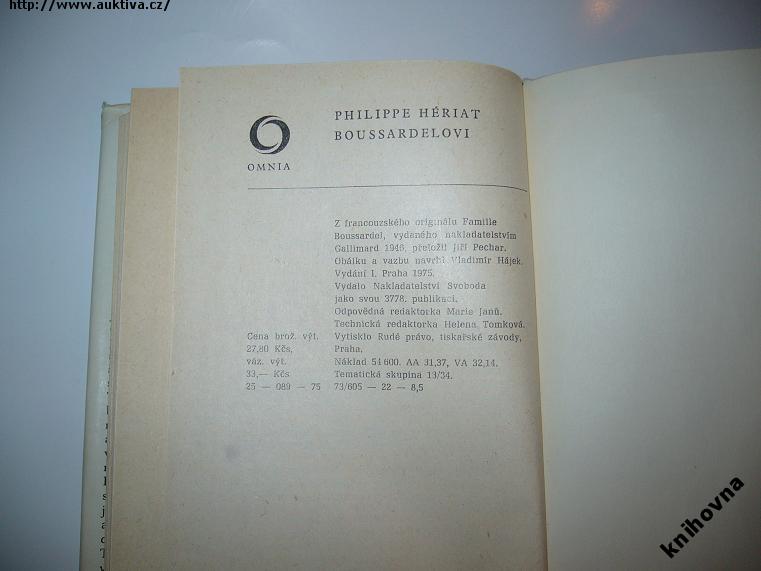 http://www.auktiva.cz/
OMNIA
PHILIPPE HÉRIAT
BOUSSARDELOVI
Z francouzského originálu Famille
Boussardel, vydaného nakladatelstvím
Gallimard 1946, přeložil Jiří Pechar.
Obálku a vazbu navrhl Vladimír Hájek.
Vydání I. Praha 1975.
Vydalo Nakladatelství Svoboda
jako svou 3778. publikaci.
Odpovědná redaktorka Marie Janů.
Technická redaktorka Helena Tomková.
Vytisklo Rudé právo, tiskařské závody,
Praha.
Náklad 54 600. AA 31,37, VA 32,14.
Tematická skupina 13/34.
73/605 — 22 — 8,5
Cena brož. výt.
27,80 Kčs,
váz. výt.
33,— Kčs
25 — 089 — 75
knihovna